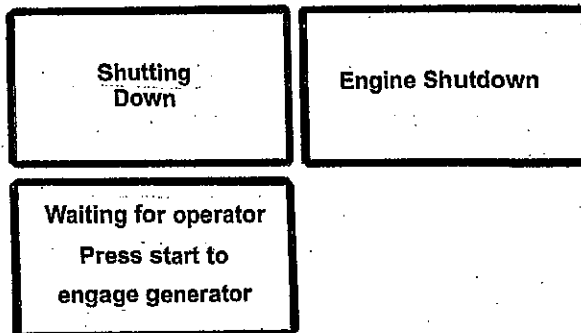 Shutting
Down
Engine Shutdown
Waiting for operator
Press start to
engage generator